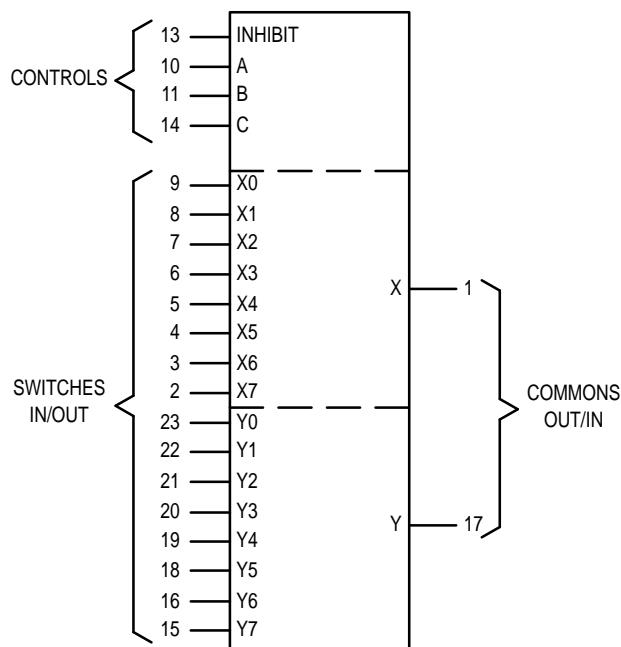 13 INHIBIT
10 A
CONTROLS
11 B
14 C
9 X0
8 X1
7 X2
6 X3
X 1
5 X4
4 X5
3 X6
2 X7
SWITCHES
IN/OUT
COMMONS
OUT/IN
23 Y0
22 Y1
21 Y2
20 Y3
Y 17
19 Y4
18 Y5
16 Y6
15 Y7